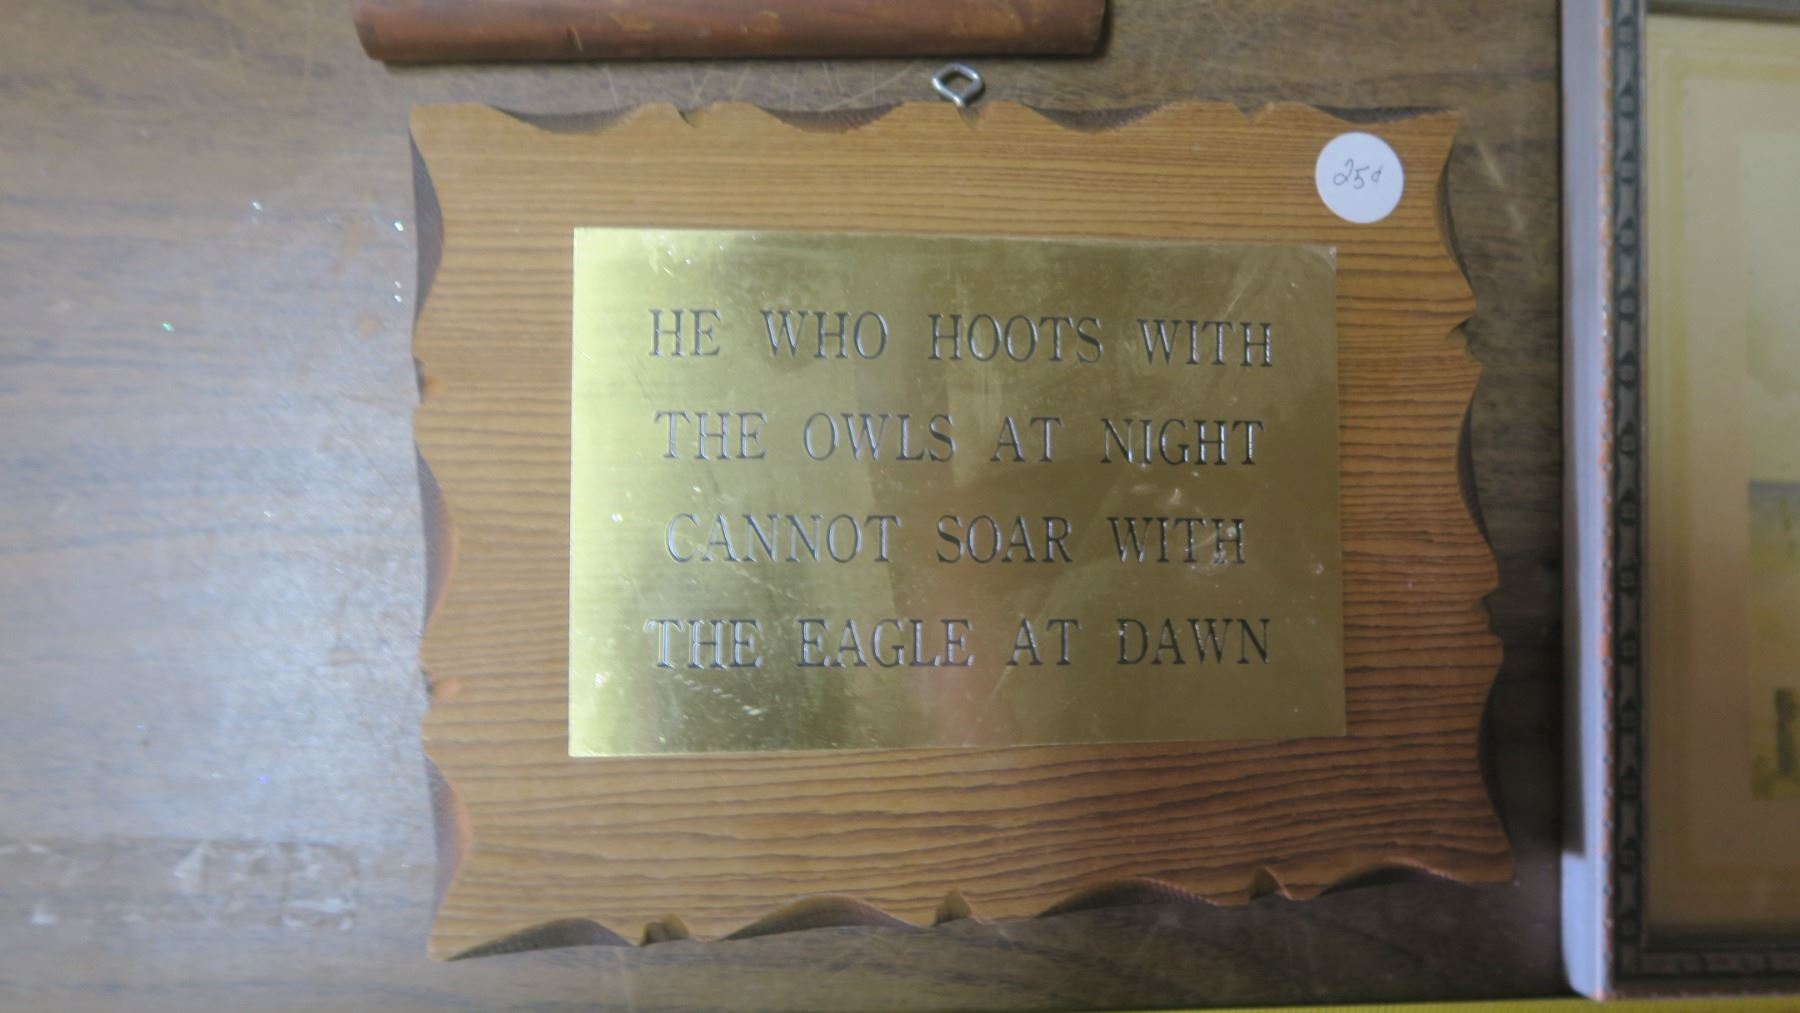 25¢
HE WHO HOOTS WITH
THE OWLS AT NIGHT
CANNOT SOAR WITH
THE EAGLE AT DAWN